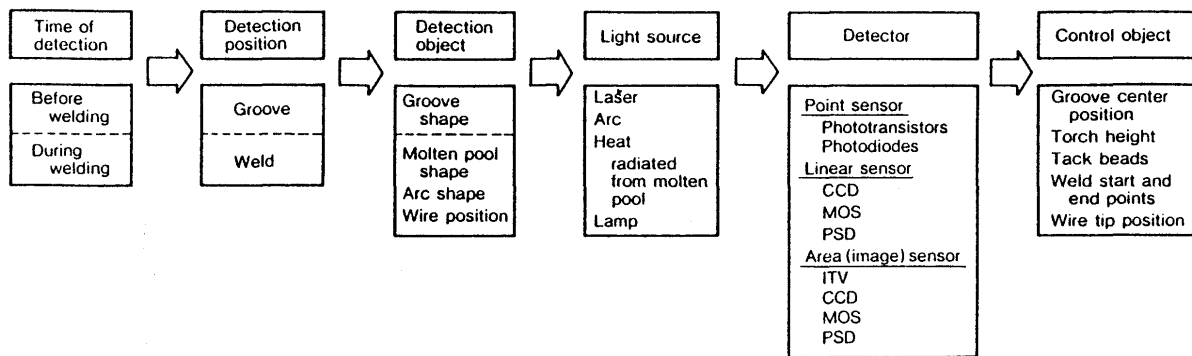 Time of
detection
Detection
position
Detection
object
Light source
Detector
Control object
Before
welding
During
welding
Groove
Weld
Groove
shape
Molten pool
shape
Arc shape
Wire position
Laser
Arc
Heat
radiated
from molten
pool
Lamp
Point sensor
Phototransistors
Photodiodes
Linear sensor
CCD
MOS
PSD
Area (image) sensor
ITV
CCD
MOS
PSD
Groove center
position
Torch height
Tack beads
Weld start and
end points
Wire tip position